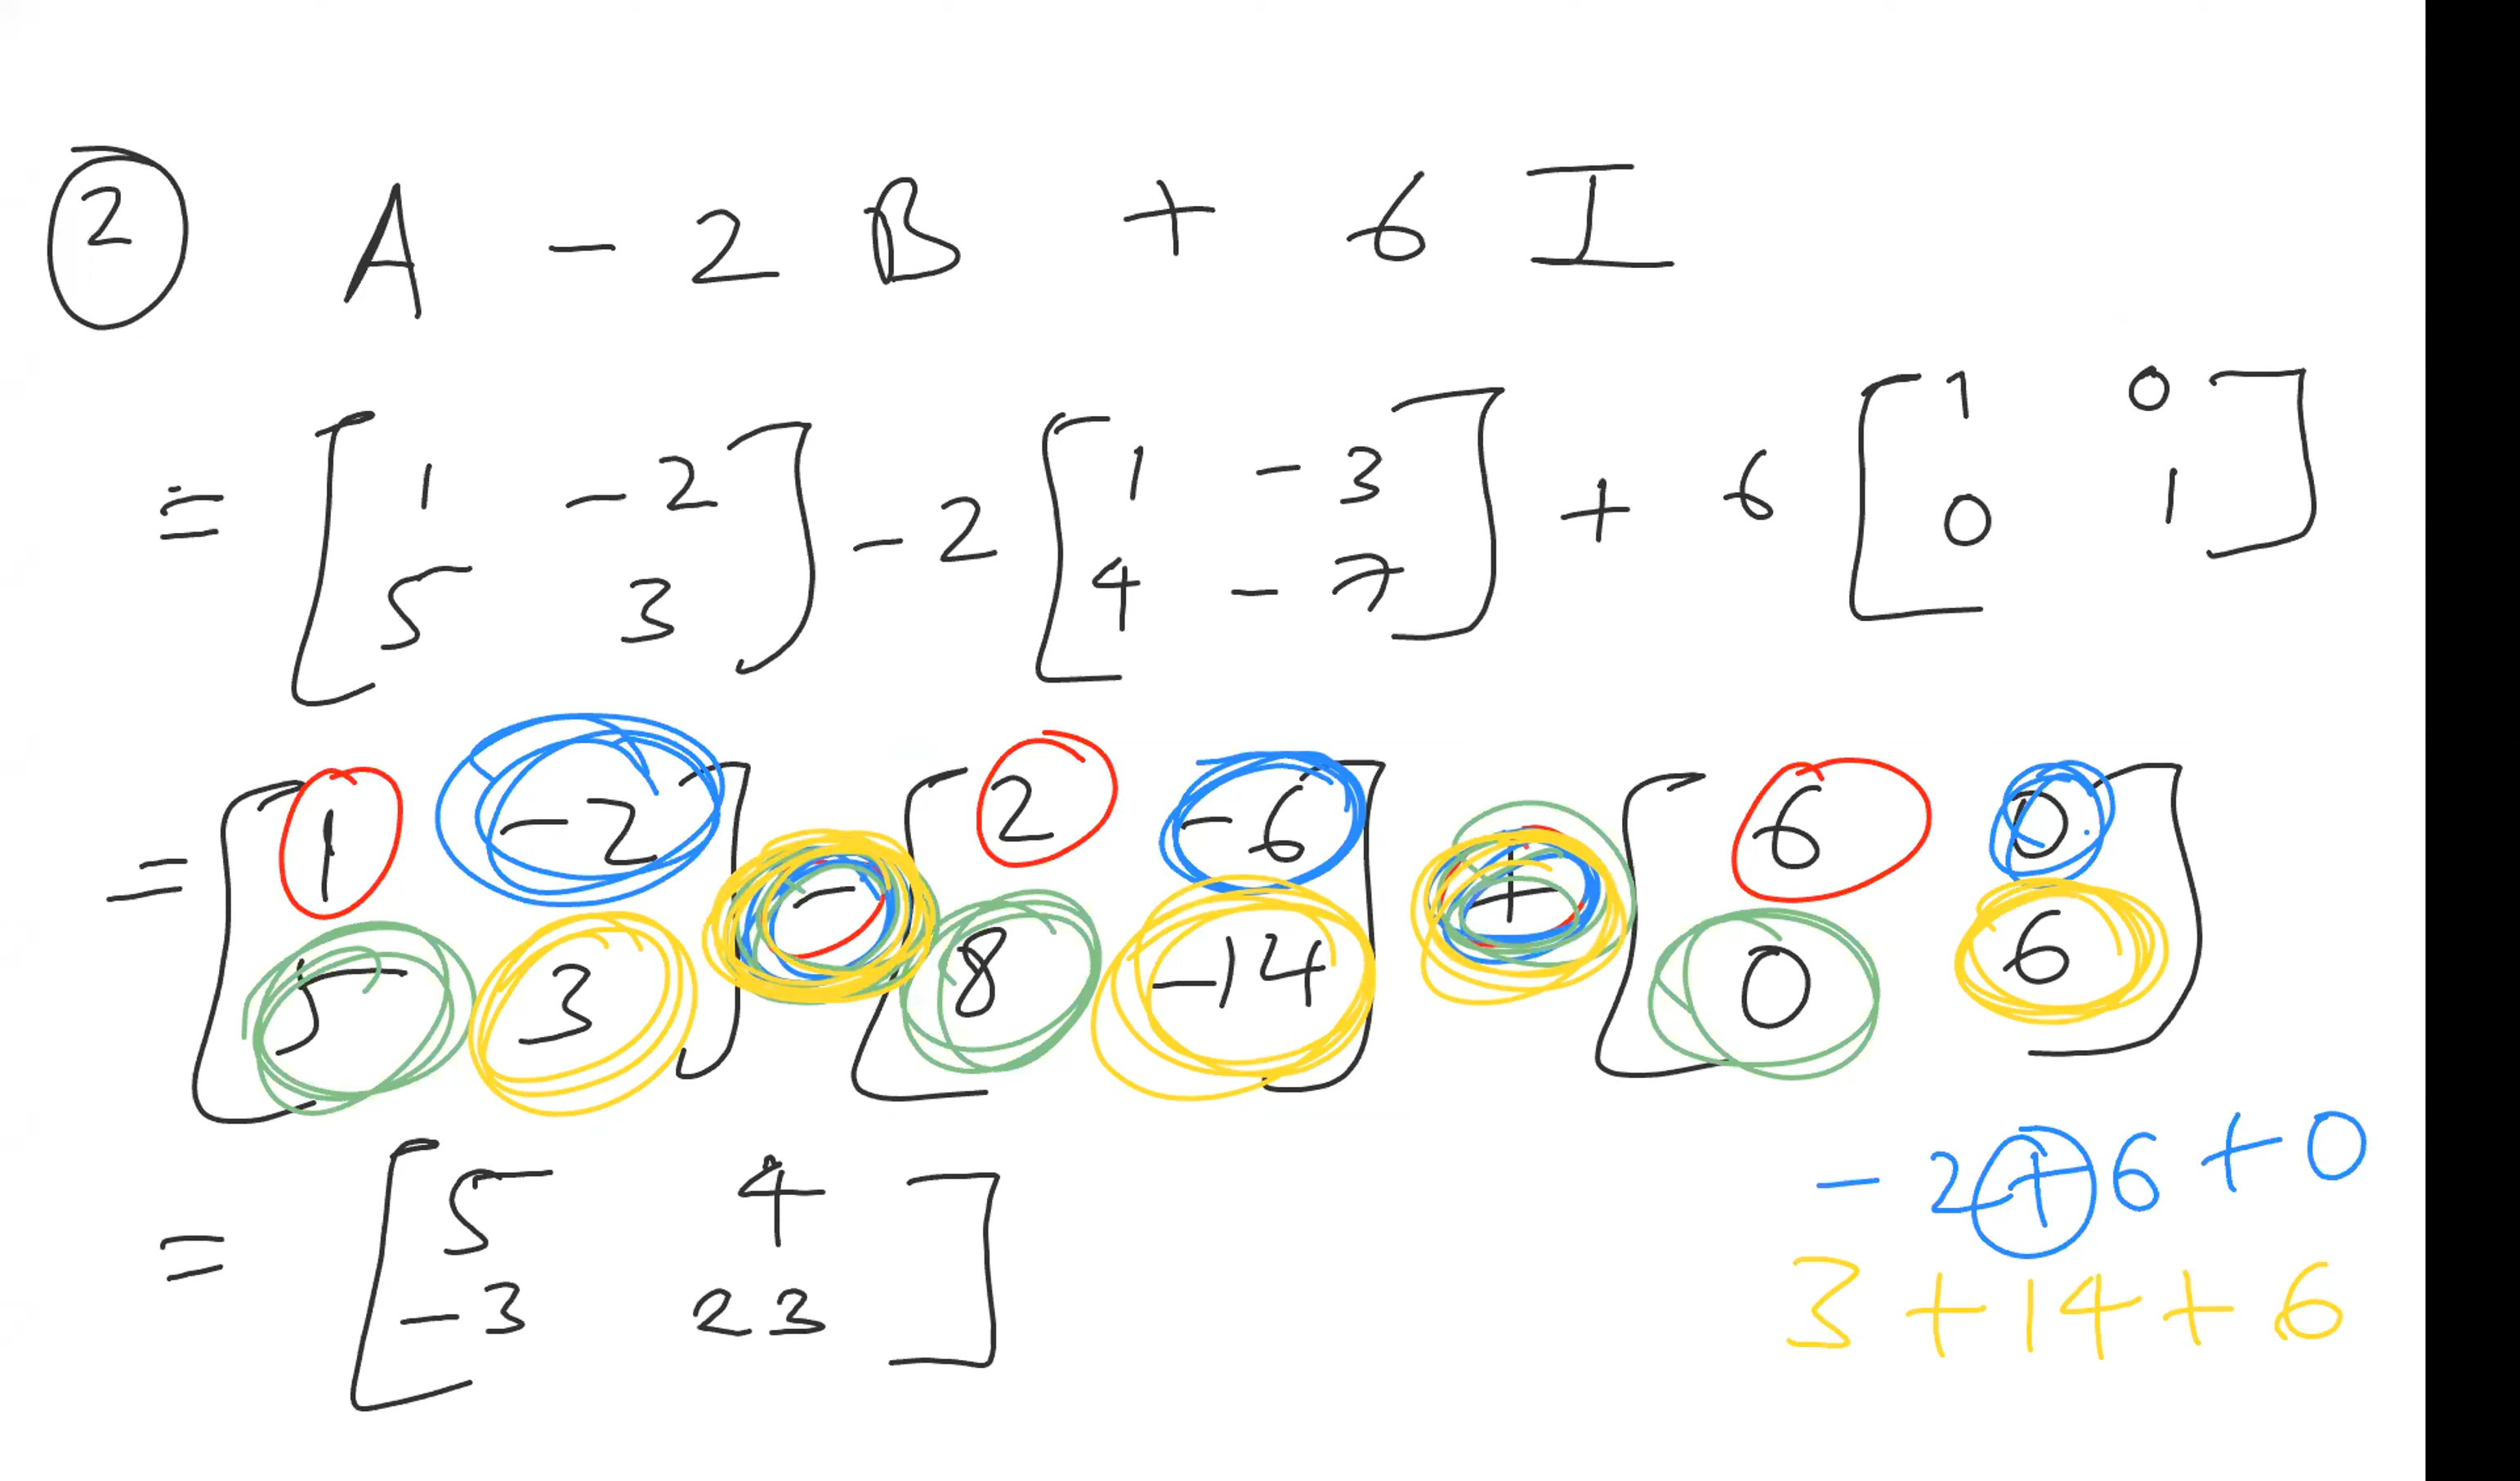 ② A - 2 B + 6 I
= [ 1 -2 ] - 2 [ 1 -3 ] + 6 [ 1 0 ]
[ 5 3 ] [ 4 -7 ] [ 0 1 ]
= [ 1 -2 ] - [ 2 -6 ] + [ 6 0 ]
[ 5 3 ] [ 8 -14 ] [ 0 6 ]
= [ 5 4 ]
[ -3 23 ]
-2 + 6 + 0
3 + 14 + 6